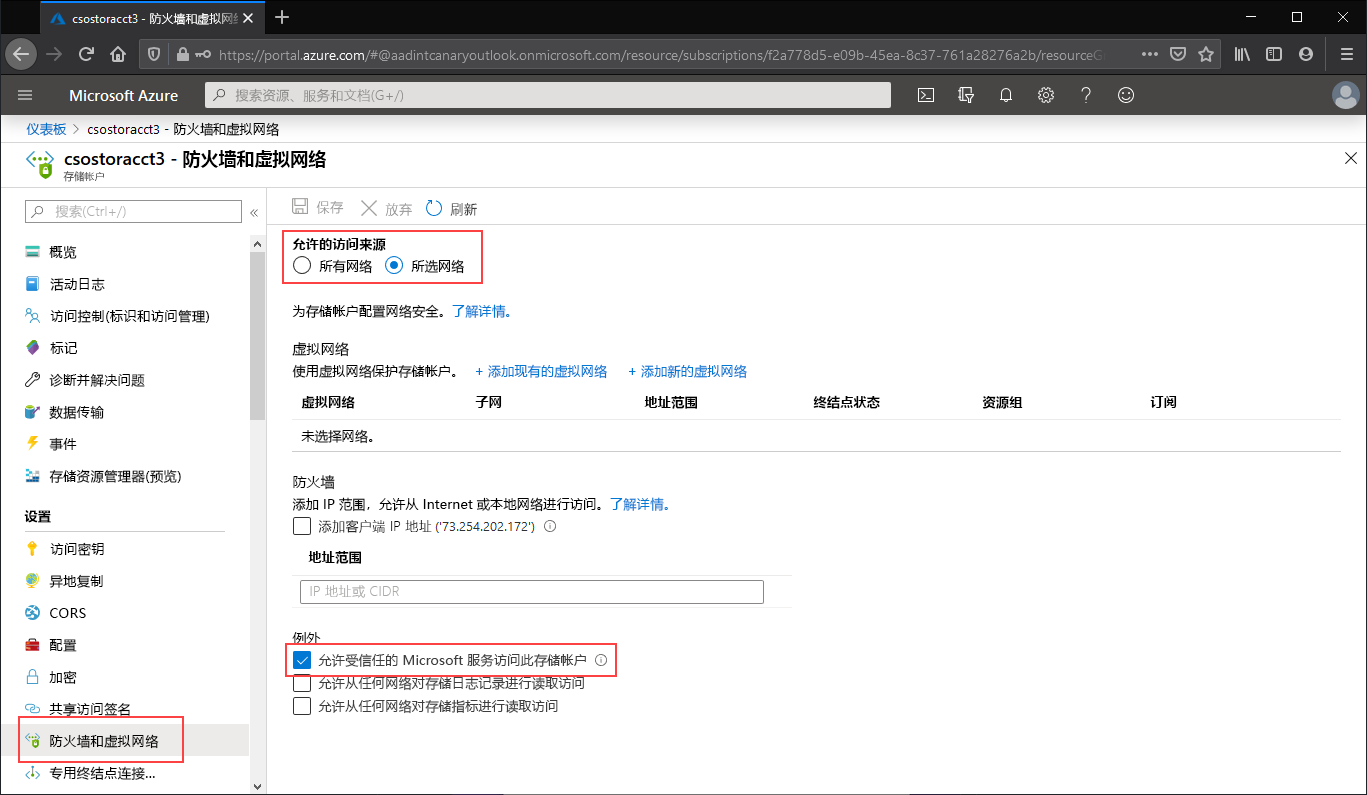 csostoracct3 - 防火墙和虚拟网
https://portal.azure.com/#@aadintcanaryoutlook.onmicrosoft.com/resource/subscriptions/f2a778d5-e09b-45ea-8c37-761a28276a2b/resourceG
Microsoft Azure
搜索资源、服务和文档(G+/)
仪表板 > csostoracct3 - 防火墙和虚拟网络
csostoracct3 - 防火墙和虚拟网络
存储帐户
搜索(Ctrl+/)
概览
活动日志
访问控制(标识和访问管理)
标记
诊断并解决问题
数据传输
事件
存储资源管理器(预览)
设置
访问密钥
异地复制
CORS
配置
加密
共享访问签名
防火墙和虚拟网络
专用终结点连接...
保存 放弃 刷新
允许的访问来源
所有网络 所选网络
为存储帐户配置网络安全。了解详情。
虚拟网络
使用虚拟网络保护存储帐户。 + 添加现有的虚拟网络 + 添加新的虚拟网络
虚拟网络 子网 地址范围 终结点状态 资源组 订阅
未选择网络。
防火墙
添加 IP 范围，允许从 Internet 或本地网络进行访问。了解详情。
添加客户端 IP 地址 ('73.254.202.172')
地址范围
IP 地址或 CIDR
例外
允许受信任的 Microsoft 服务访问此存储帐户
允许从任何网络对存储日志记录进行读取访问
允许从任何网络对存储指标进行读取访问